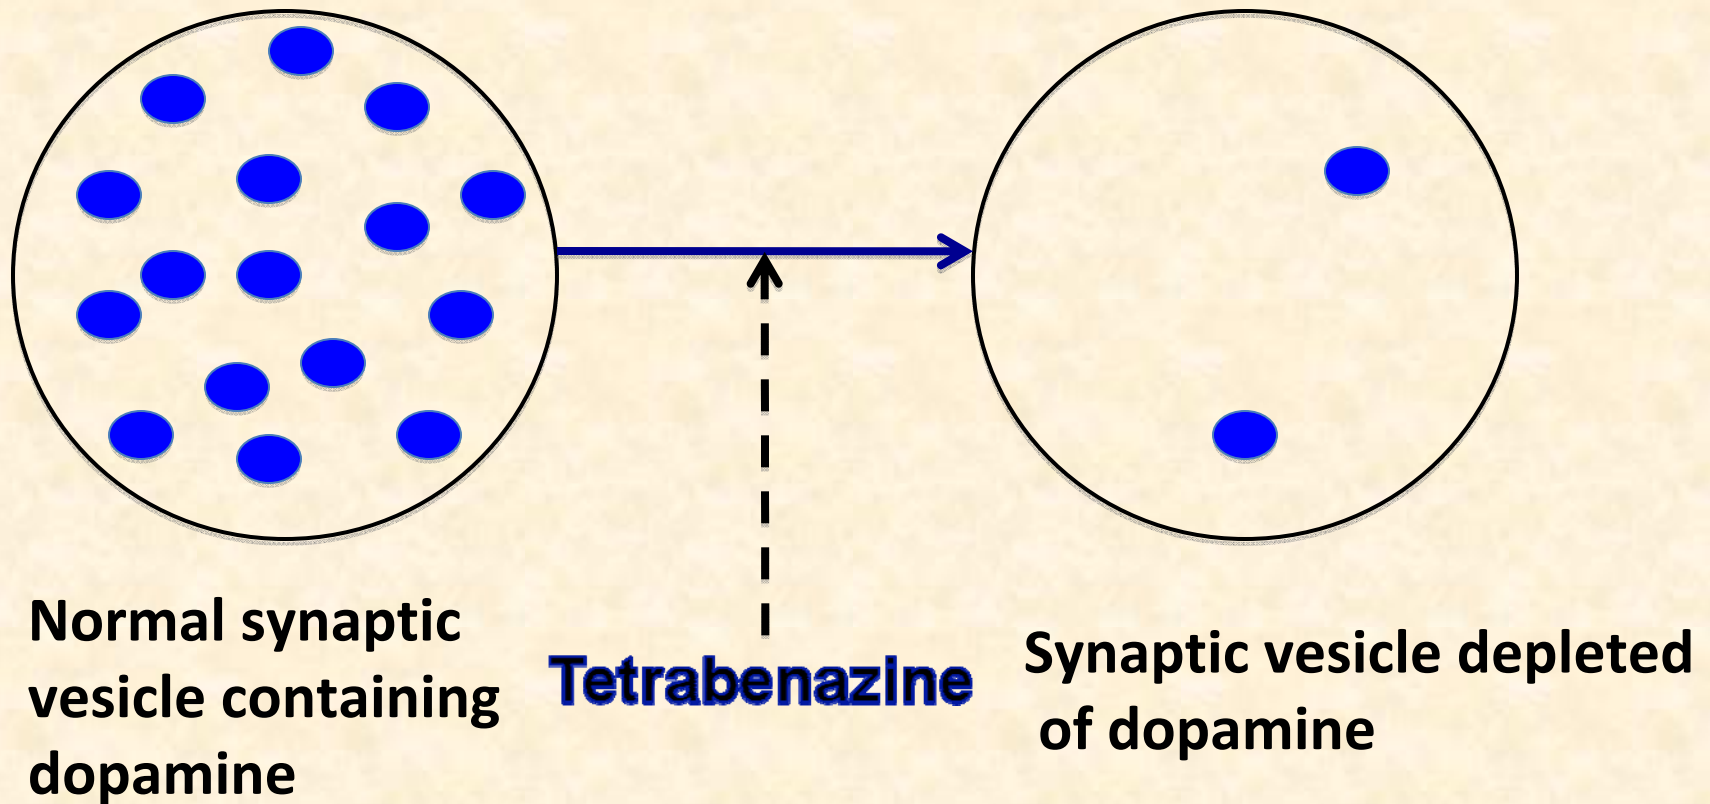 Normal synaptic
vesicle containing
dopamine
Tetrabenazine
Synaptic vesicle depleted
of dopamine